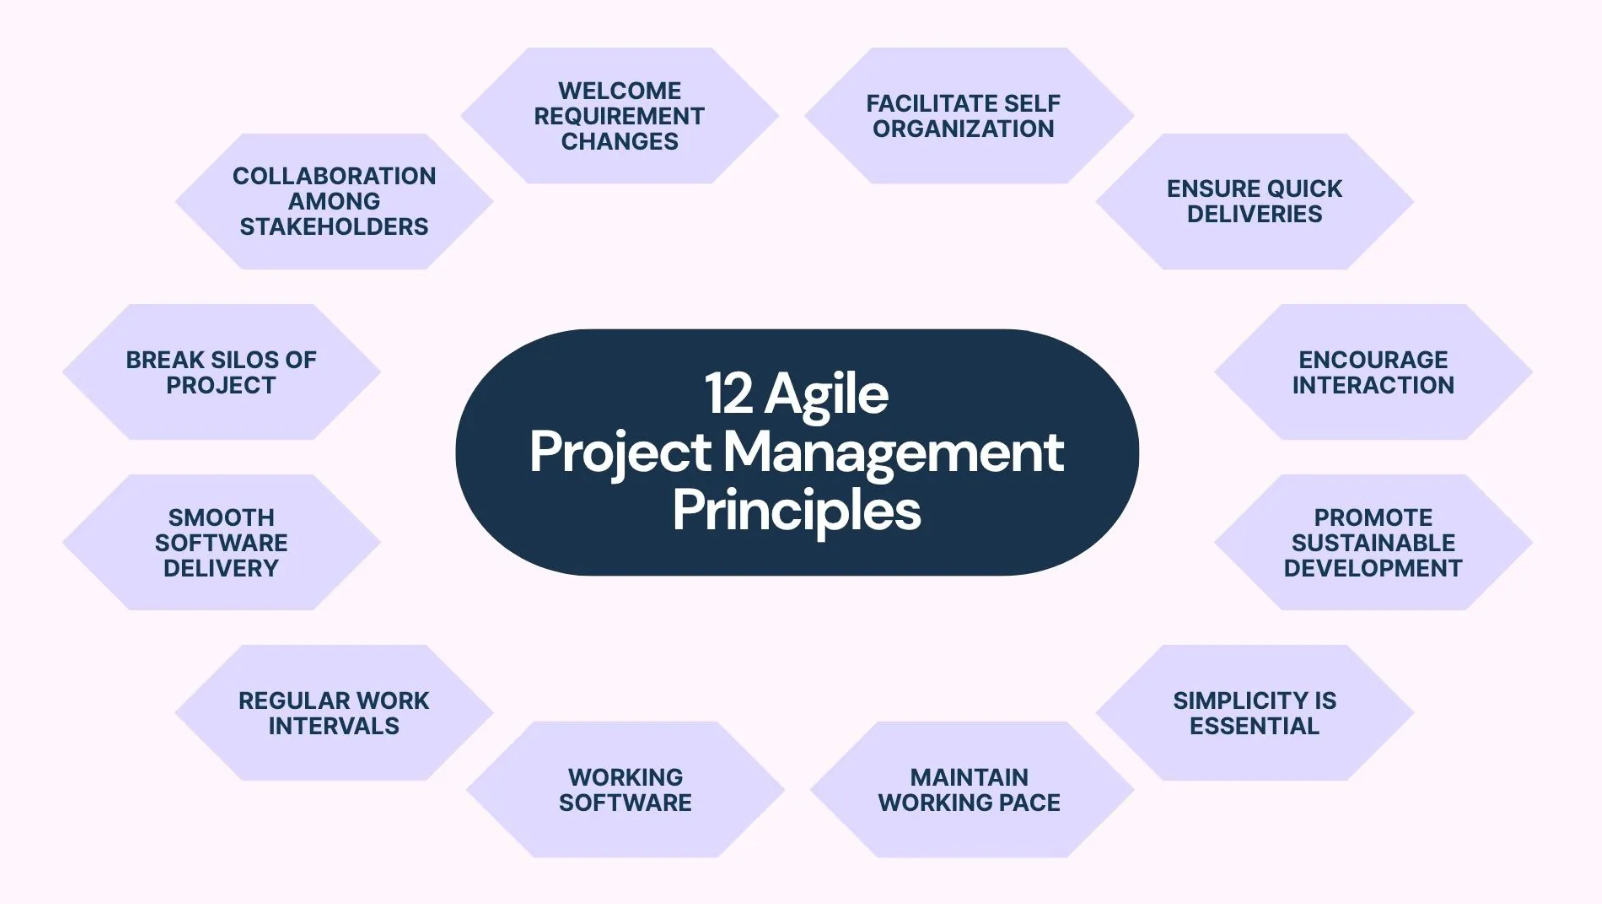 WELCOME
REQUIREMENT
CHANGES
FACILITATE SELF
ORGANIZATION
COLLABORATION
AMONG
STAKEHOLDERS
ENSURE QUICK
DELIVERIES
BREAK SILOS OF
PROJECT
12 Agile
Project Management
Principles
ENCOURAGE
INTERACTION
SMOOTH
SOFTWARE
DELIVERY
PROMOTE
SUSTAINABLE
DEVELOPMENT
REGULAR WORK
INTERVALS
SIMPLICITY IS
ESSENTIAL
WORKING
SOFTWARE
MAINTAIN
WORKING PACE